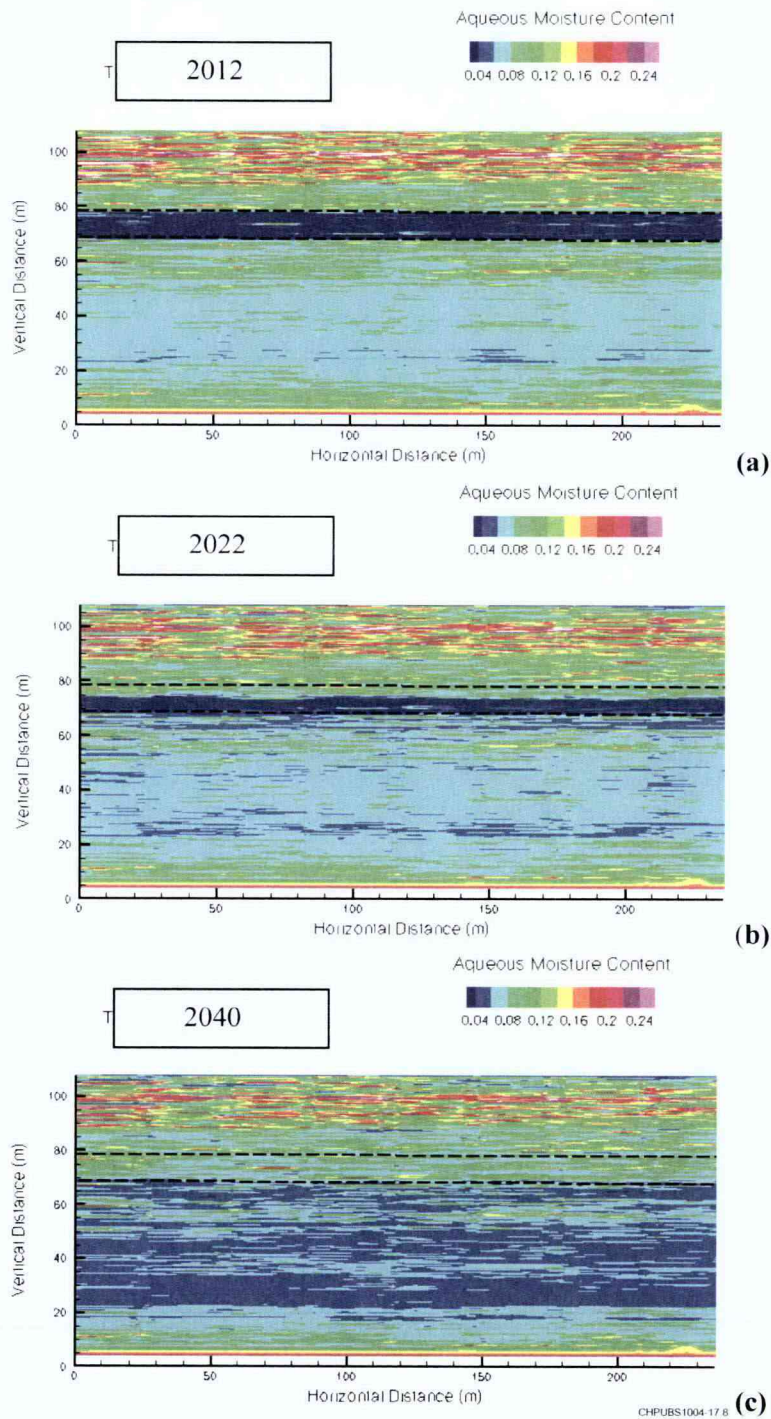 Aqueous Moisture Content
0.04 0.08 0.12 0.16 0.2 0.24
T 2012
Vertical Distance (m)
100
80
60
40
20
0
0 50 100 150 200
Horizontal Distance (m)
(a)
Aqueous Moisture Content
0.04 0.08 0.12 0.16 0.2 0.24
T 2022
Vertical Distance (m)
100
80
60
40
20
0
0 50 100 150 200
Horizontal Distance (m)
(b)
Aqueous Moisture Content
0.04 0.08 0.12 0.16 0.2 0.24
T 2040
Vertical Distance (m)
100
80
60
40
20
0
0 50 100 150 200
Horizontal Distance (m)
(c)
CHPUBS1004-17.8